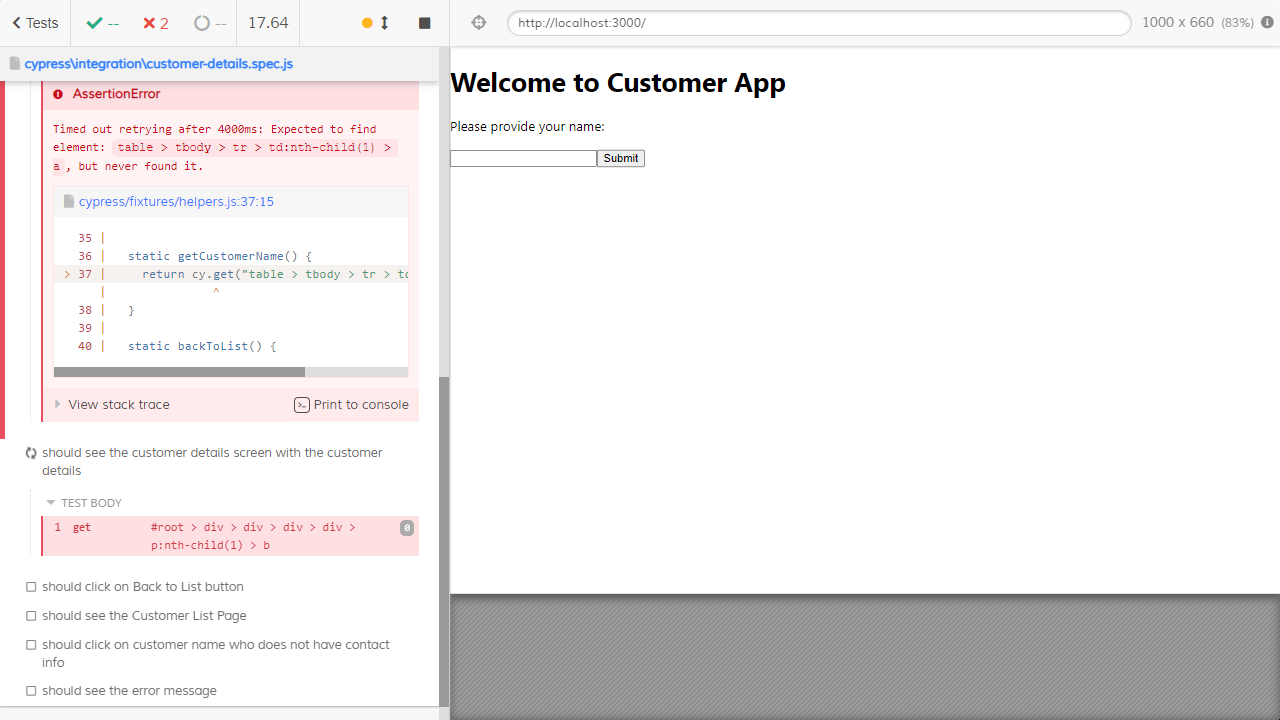 Tests
--
2
--
17.64
http://localhost:3000/
1000 x 660 (83%)
cypress\integration\customer-details.spec.js
AssertionError
Timed out retrying after 4000ms: Expected to find
element: table > tbody > tr > td:nth-child(1) >
a , but never found it.
cypress/fixtures/helpers.js:37:15
35 |
36 | static getCustomerName() {
> 37 | return cy.get("table > tbody > tr > td
| ^
38 | }
39 |
40 | static backToList() {
View stack trace
Print to console
should see the customer details screen with the customer
details
TEST BODY
1 get #root > div > div > div > div > 0
p:nth-child(1) > b
should click on Back to List button
should see the Customer List Page
should click on customer name who does not have contact
info
should see the error message
Welcome to Customer App
Please provide your name:
Submit